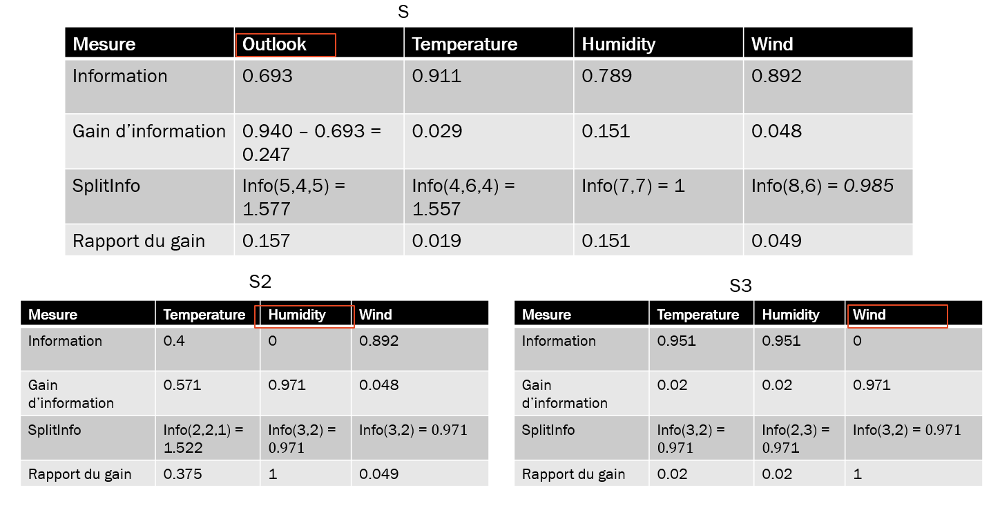 S
Mesure Outlook Temperature Humidity Wind
Information 0.693 0.911 0.789 0.892
Gain d’information 0.940 – 0.693 = 0.029 0.151 0.048
0.247
SplitInfo Info(5,4,5) = Info(4,6,4) = Info(7,7) = 1 Info(8,6) = 0.985
1.577 1.557
Rapport du gain 0.157 0.019 0.151 0.049
S2
Mesure Temperature Humidity Wind
Information 0.4 0 0.892
Gain 0.571 0.971 0.048
d’information
SplitInfo Info(2,2,1) = Info(3,2) = Info(3,2) = 0.971
1.522 0.971
Rapport du gain 0.375 1 0.049
S3
Mesure Temperature Humidity Wind
Information 0.951 0.951 0
Gain 0.02 0.02 0.971
d’information
SplitInfo Info(3,2) = Info(2,3) = Info(3,2) = 0.971
0.971 0.971
Rapport du gain 0.02 0.02 1